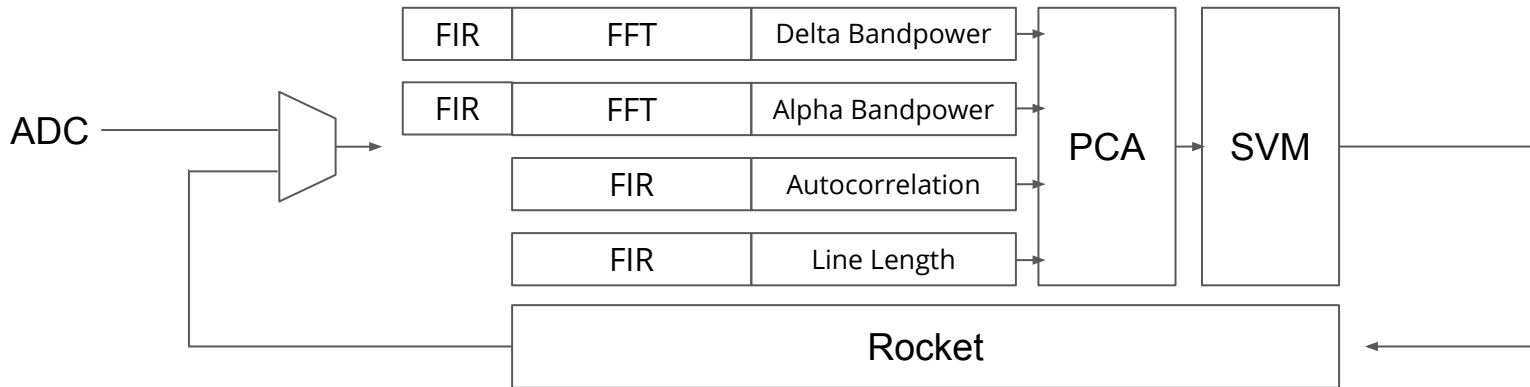 FIR FFT Delta Bandpower
FIR FFT Alpha Bandpower
ADC
PCA SVM
FIR Autocorrelation
FIR Line Length
Rocket